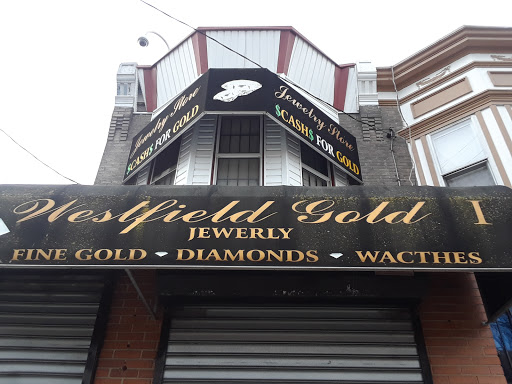 Jewelry Store
$CASH$ FOR GOLD
Jewelry Store
$CASH$ FOR GOLD
Westfield Gold I
JEWERLY
FINE GOLD DIAMONDS WACTHES